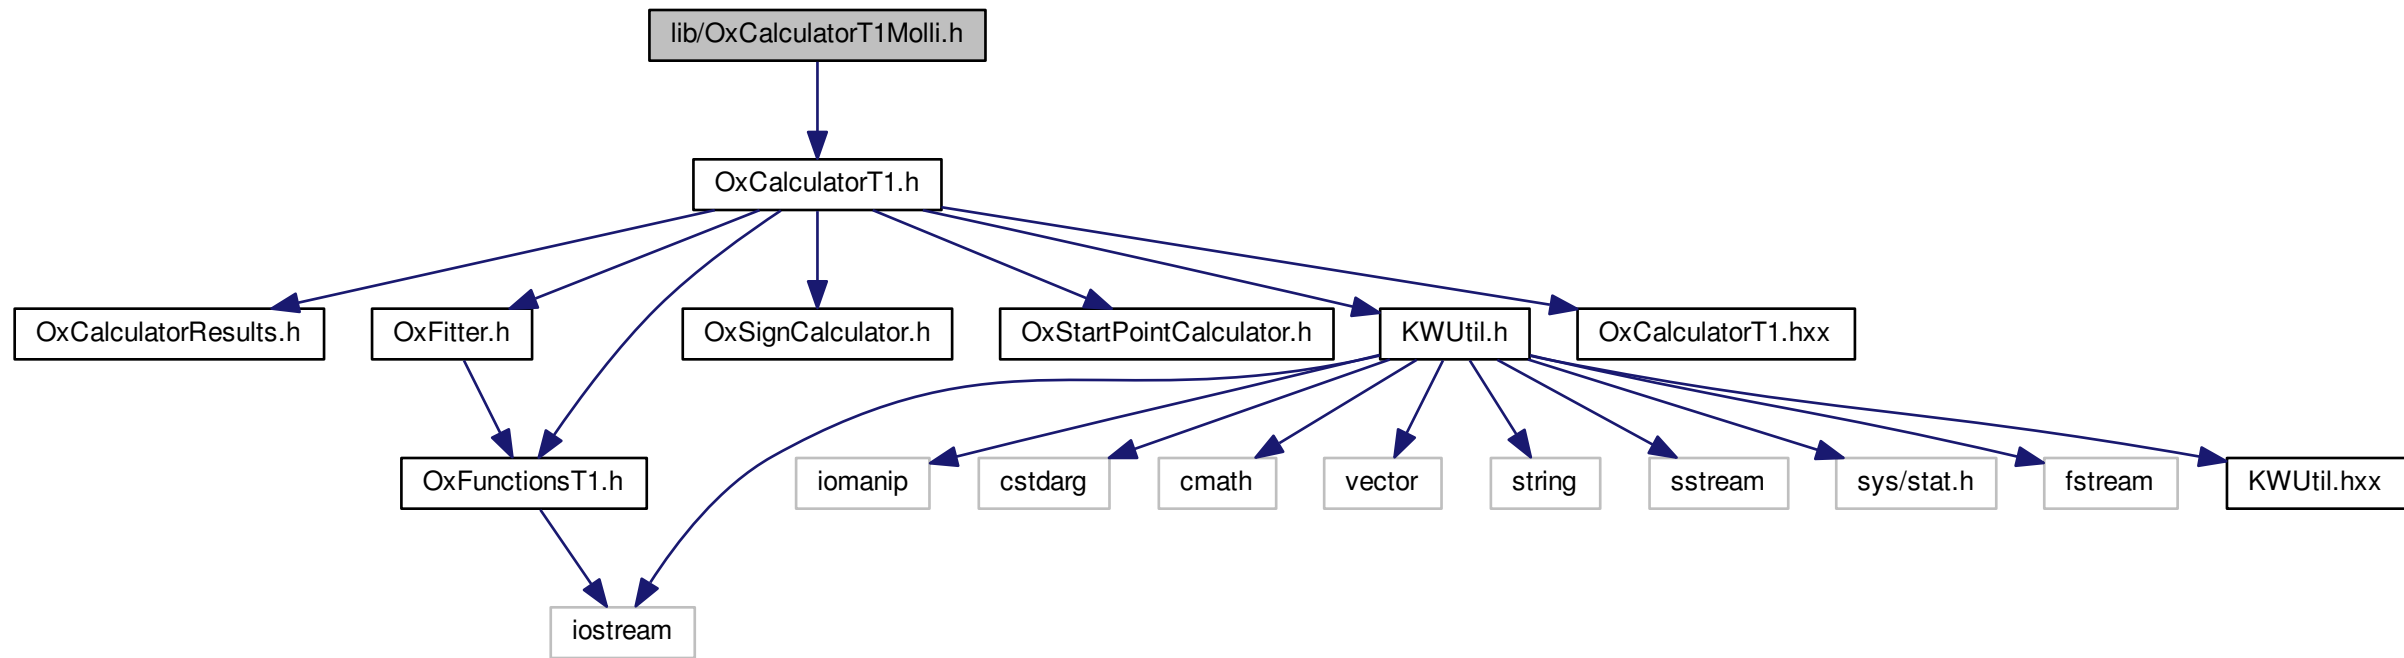 lib/OxCalculatorT1Molli.h
OxCalculatorT1.h
OxCalculatorResults.h
OxFitter.h
OxSignCalculator.h
OxStartPointCalculator.h
KWUtil.h
OxCalculatorT1.hxx
OxFunctionsT1.h
iomanip
cstdarg
cmath
vector
string
sstream
sys/stat.h
fstream
KWUtil.hxx
iostream